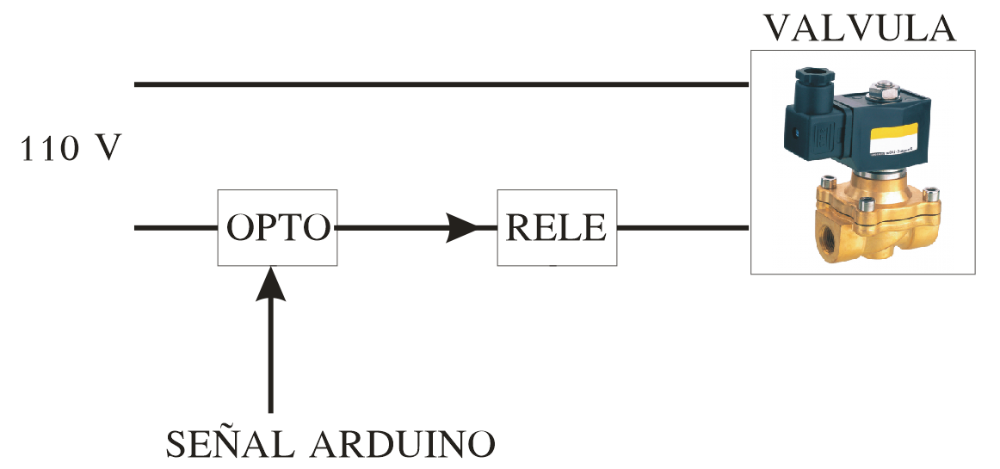 VALVULA
110 V
OPTO
RELE
SEÑAL ARDUINO